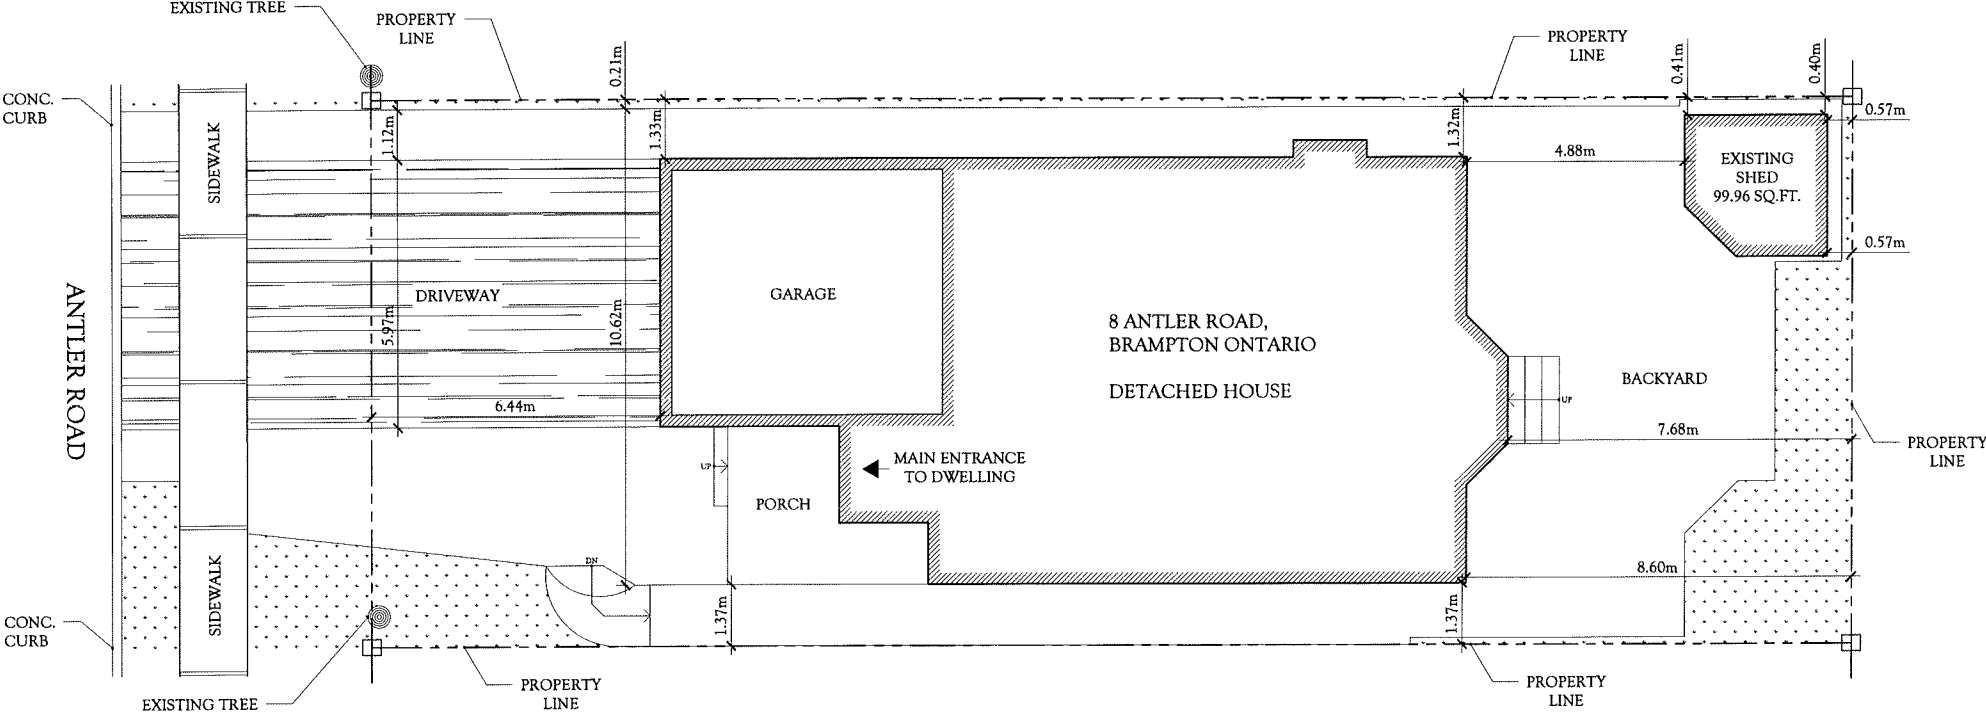 EXISTING TREE
PROPERTY
LINE
0.21m
PROPERTY
LINE
0.41m
0.40m
CONC.
CURB
SIDEWALK
1.12m
1.33m
1.32m
0.57m
4.88m
EXISTING
SHED
99.96 SQ.FT.
0.57m
ANTLER ROAD
DRIVEWAY
5.97m
10.62m
GARAGE
8 ANTLER ROAD,
BRAMPTON ONTARIO
DETACHED HOUSE
BACKYARD
UP
6.44m
7.68m
PROPERTY
LINE
UP
MAIN ENTRANCE
TO DWELLING
PORCH
DN
8.60m
SIDEWALK
CONC.
CURB
1.37m
1.37m
EXISTING TREE
PROPERTY
LINE
PROPERTY
LINE